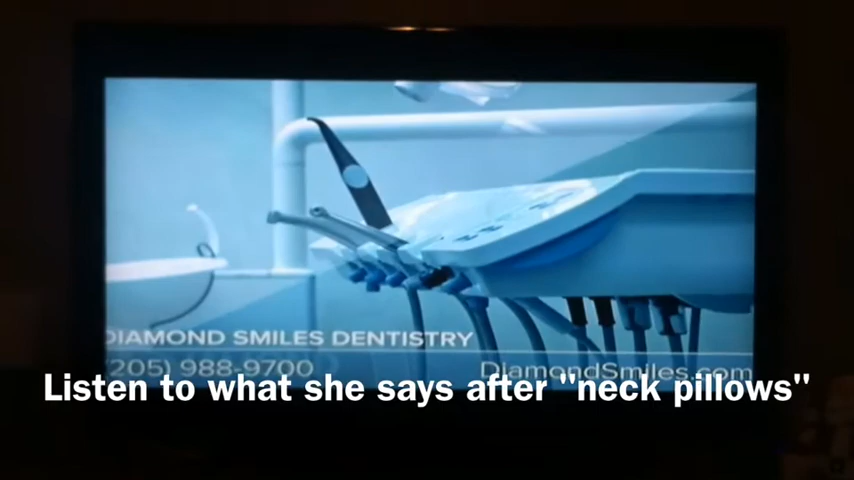 DIAMOND SMILES DENTISTRY
(205) 988-9700 DiamondSmiles.com
Listen to what she says after "neck pillows"